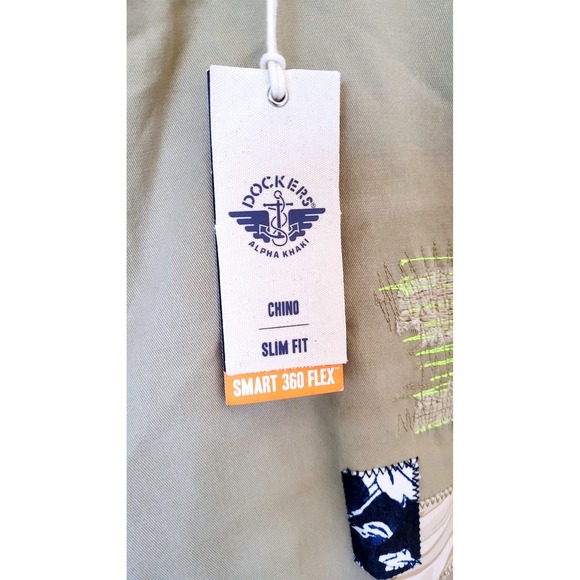 DOCKERS®
ALPHA KHAKI
CHINO
SLIM FIT
SMART 360 FLEX™